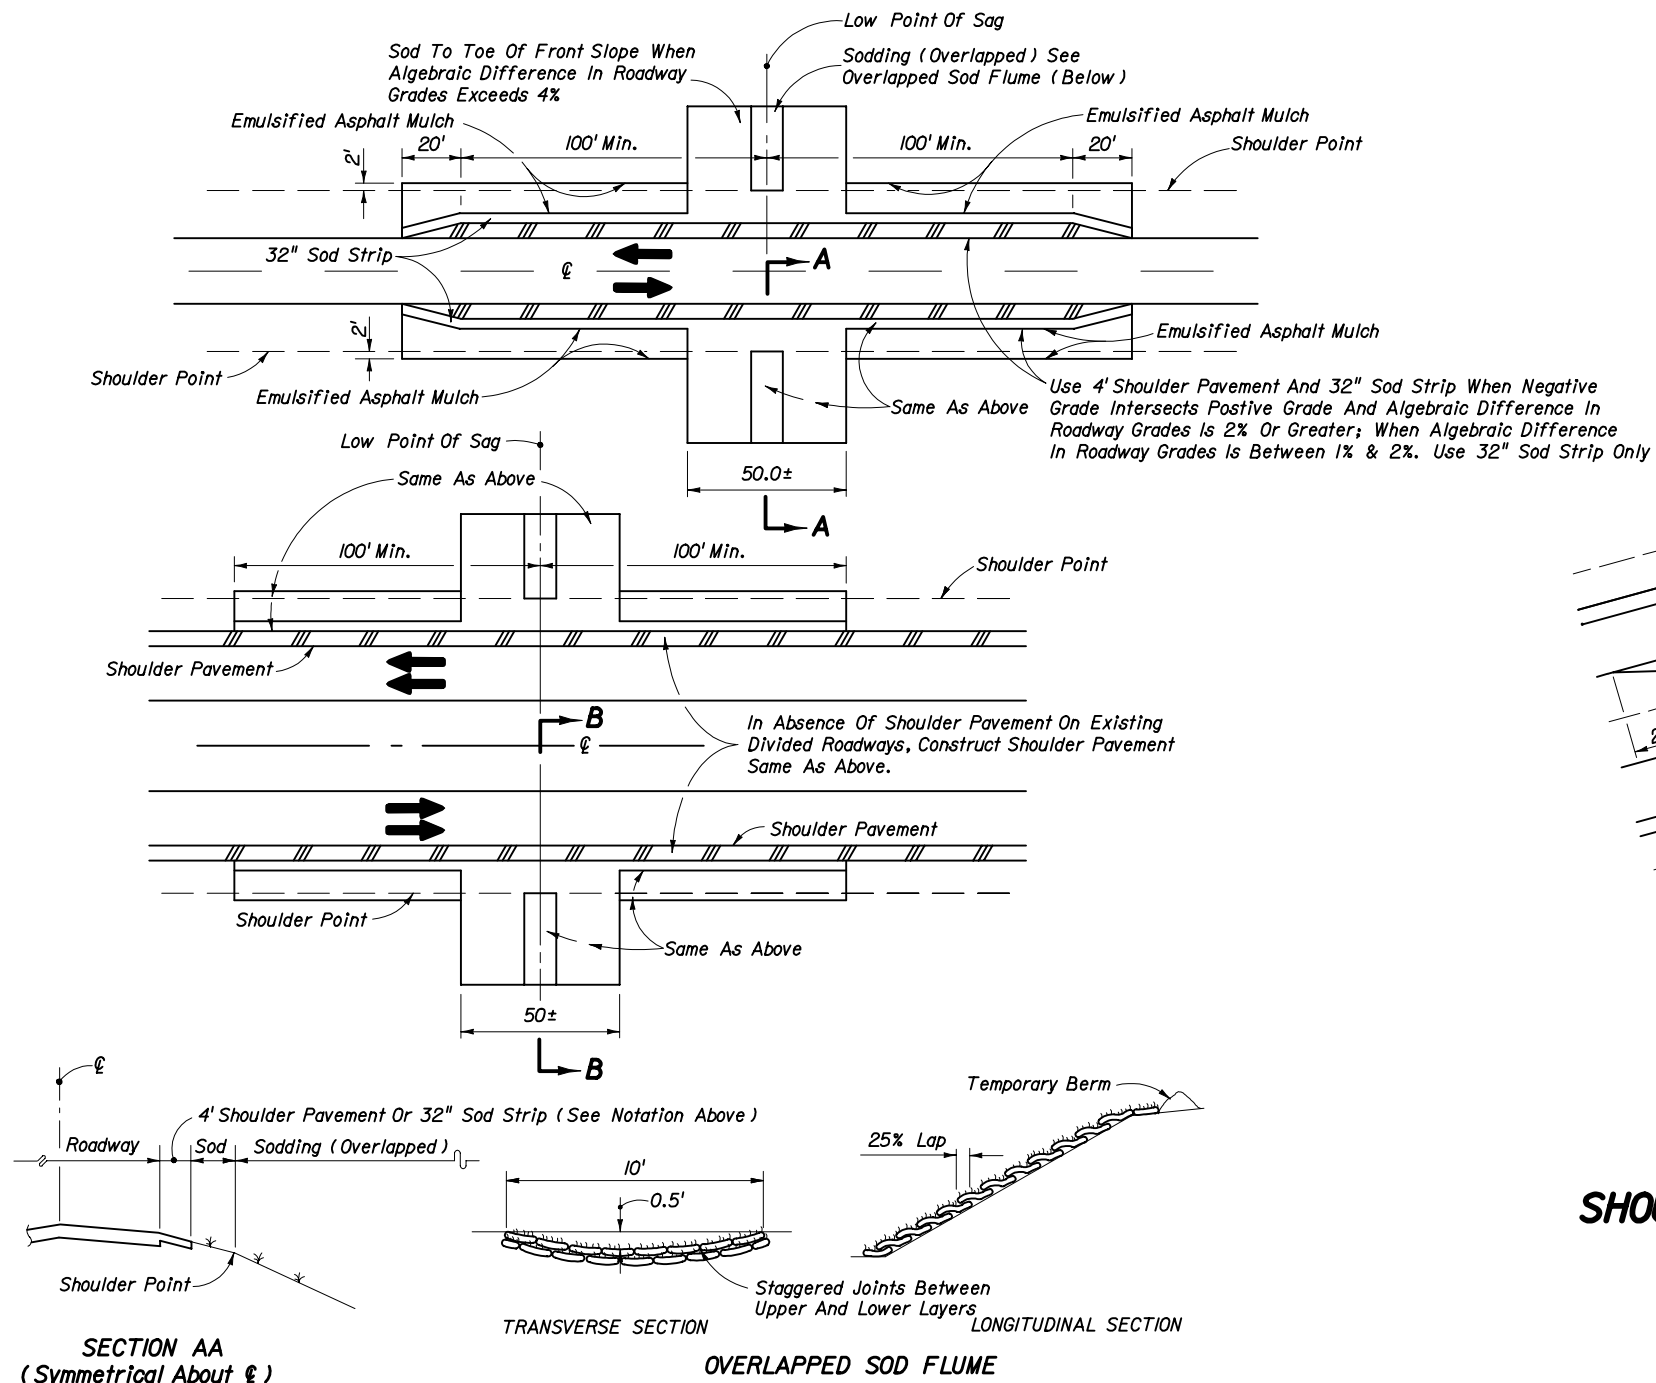 Low Point Of Sag
Sod To Toe Of Front Slope When
Algebraic Difference In Roadway
Grades Exceeds 4%
Sodding (Overlapped) See
Overlapped Sod Flume (Below)
Emulsified Asphalt Mulch
Emulsified Asphalt Mulch
20'
100' Min.
100' Min.
20'
Shoulder Point
2'
32" Sod Strip
℄
A
2'
Emulsified Asphalt Mulch
Shoulder Point
Emulsified Asphalt Mulch
Same As Above
Use 4' Shoulder Pavement And 32" Sod Strip When Negative
Grade Intersects Postive Grade And Algebraic Difference In
Roadway Grades Is 2% Or Greater; When Algebraic Difference
In Roadway Grades Is Between 1% & 2%. Use 32" Sod Strip Only
Low Point Of Sag
50.0±
Same As Above
A
100' Min.
100' Min.
Shoulder Point
Shoulder Pavement
B
℄
In Absence Of Shoulder Pavement On Existing
Divided Roadways, Construct Shoulder Pavement
Same As Above.
Shoulder Pavement
Shoulder Point
Same As Above
50±
B
℄
4' Shoulder Pavement Or 32" Sod Strip (See Notation Above)
Roadway
Sod
Sodding (Overlapped)
Shoulder Point
SECTION AA
(Symmetrical About ℄)
10'
0.5'
Staggered Joints Between
Upper And Lower Layers
TRANSVERSE SECTION
Temporary Berm
25% Lap
LONGITUDINAL SECTION
OVERLAPPED SOD FLUME